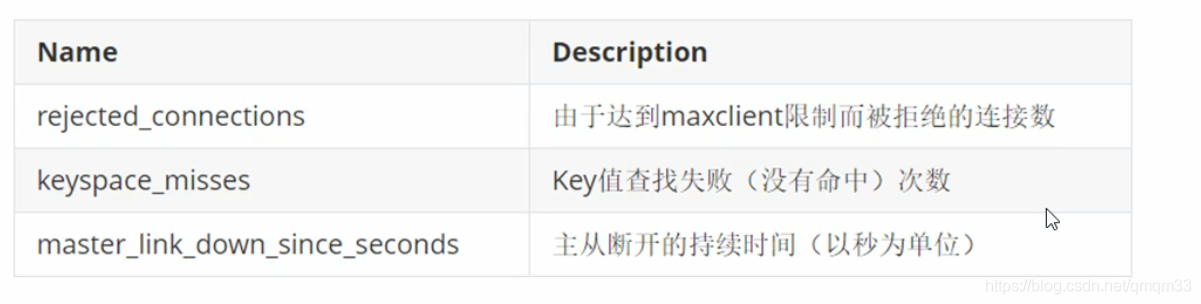 Name Description
rejected_connections 由于达到maxclient限制而被拒绝的连接数
keyspace_misses Key值查找失败（没有命中）次数
master_link_down_since_seconds 主从断开的持续时间（以秒为单位）
https://blog.csdn.net/qmqm33